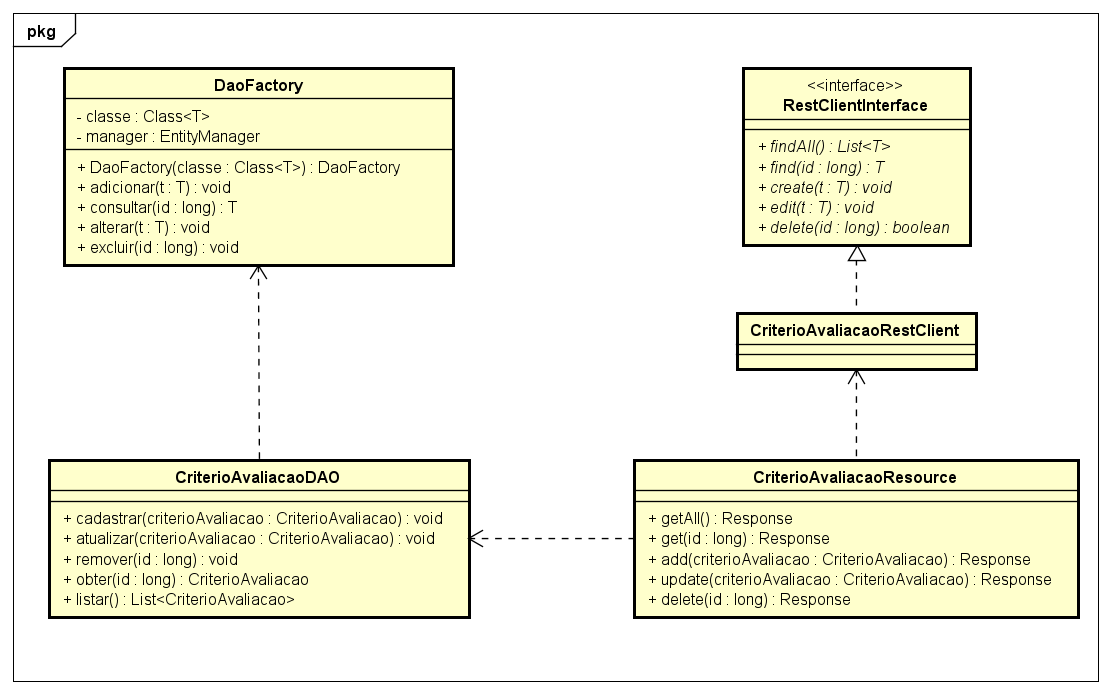 pkg
DaoFactory
- classe : Class<T>
- manager : EntityManager
+ DaoFactory(classe : Class<T>) : DaoFactory
+ adicionar(t : T) : void
+ consultar(id : long) : T
+ alterar(t : T) : void
+ excluir(id : long) : void
<<interface>>
RestClientInterface
+ findAll() : List<T>
+ find(id : long) : T
+ create(t : T) : void
+ edit(t : T) : void
+ delete(id : long) : boolean
CriterioAvaliacaoRestClient
CriterioAvaliacaoDAO
+ cadastrar(criterioAvaliacao : CriterioAvaliacao) : void
+ atualizar(criterioAvaliacao : CriterioAvaliacao) : void
+ remover(id : long) : void
+ obter(id : long) : CriterioAvaliacao
+ listar() : List<CriterioAvaliacao>
CriterioAvaliacaoResource
+ getAll() : Response
+ get(id : long) : Response
+ add(criterioAvaliacao : CriterioAvaliacao) : Response
+ update(criterioAvaliacao : CriterioAvaliacao) : Response
+ delete(id : long) : Response